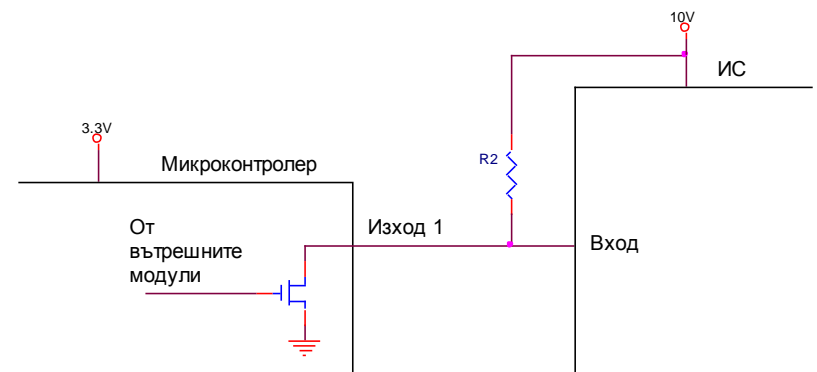 10V
ИС
3.3V
Микроконтролер
R2
От
вътрешните
модули
Изход 1
Вход